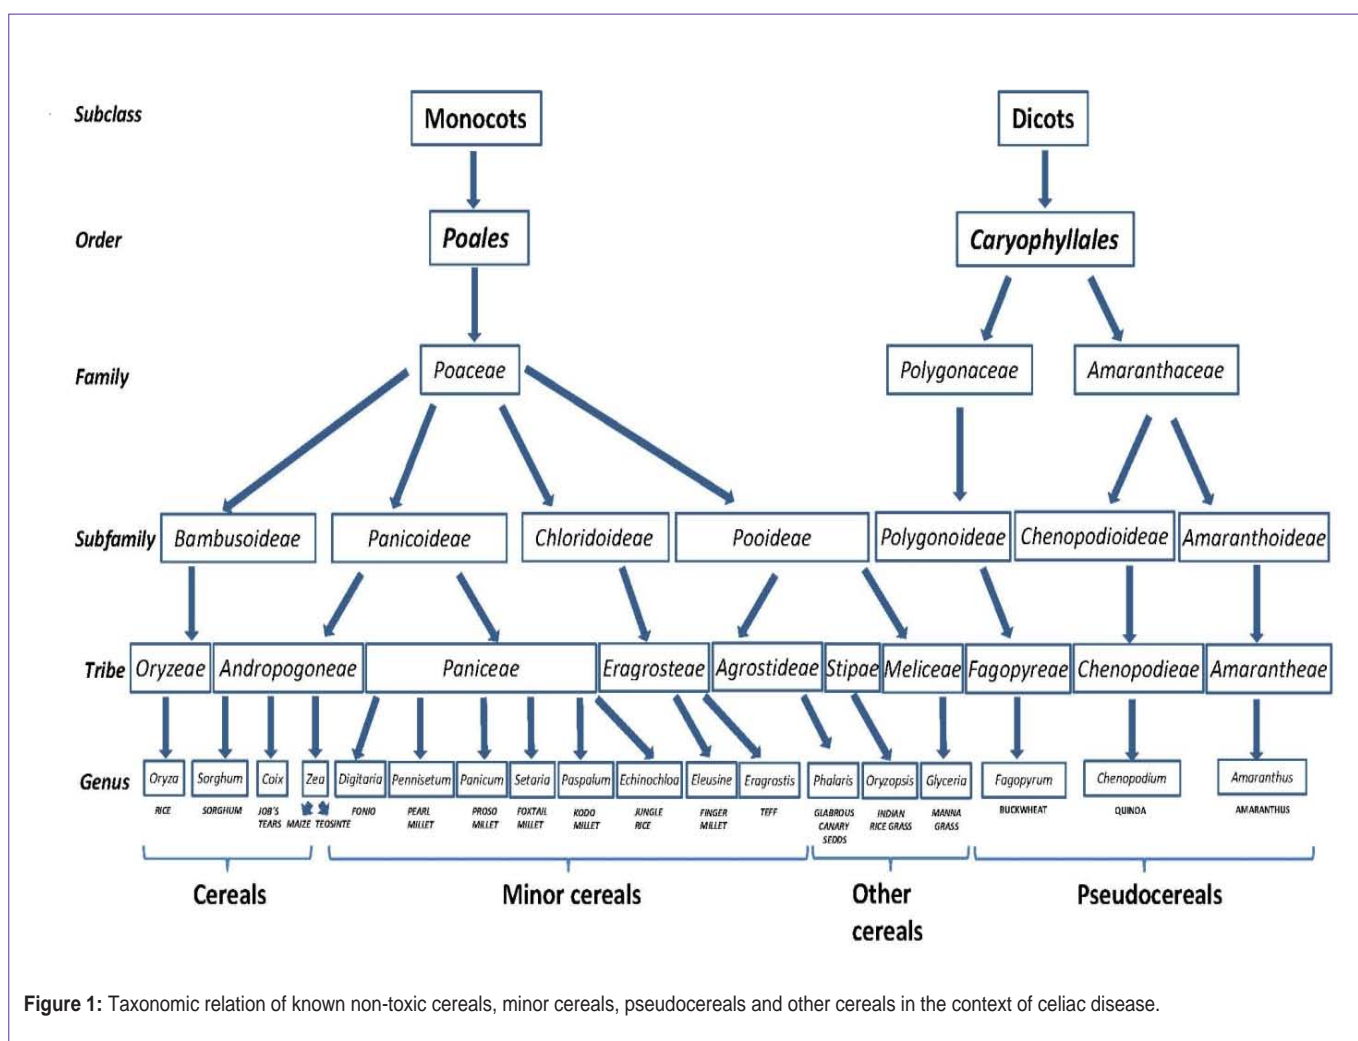 Subclass
Monocots
Dicots
Order
Poales
Caryophyllales
Family
Poaceae
Polygonaceae
Amaranthaceae
Subfamily
Bambusoideae
Panicoideae
Chloridoideae
Pooideae
Polygonoideae
Chenopodioideae
Amaranthoideae
Tribe
Oryzeae
Andropogoneae
Paniceae
Eragrosteae
Agrostideae
Stipae
Meliceae
Fagopyreae
Chenopodieae
Amarantheae
Genus
Oryza
Sorghum
Coix
Zea
Digitaria
Pennisetum
Panicum
Setaria
Paspalum
Echinochloa
Eleusine
Eragrostis
Phalaris
Oryzopsis
Glyceria
Fagopyrum
Chenopodium
Amaranthus
RICE
SORGHUM
JOB'S
TEARS
MAIZE
TEOSINTE
FONIO
PEARL
MILLET
PROSO
MILLET
FOXTAIL
MILLET
KODO
MILLET
JUNGLE
RICE
FINGER
MILLET
TEFF
GLABROUS
CANARY
SEDDS
INDIAN
RICE GRASS
MANNA
GRASS
BUCKWHEAT
QUINOA
AMARANTHUS
Cereals
Minor cereals
Other
cereals
Pseudocereals
Figure 1: Taxonomic relation of known non-toxic cereals, minor cereals, pseudocereals and other cereals in the context of celiac disease.